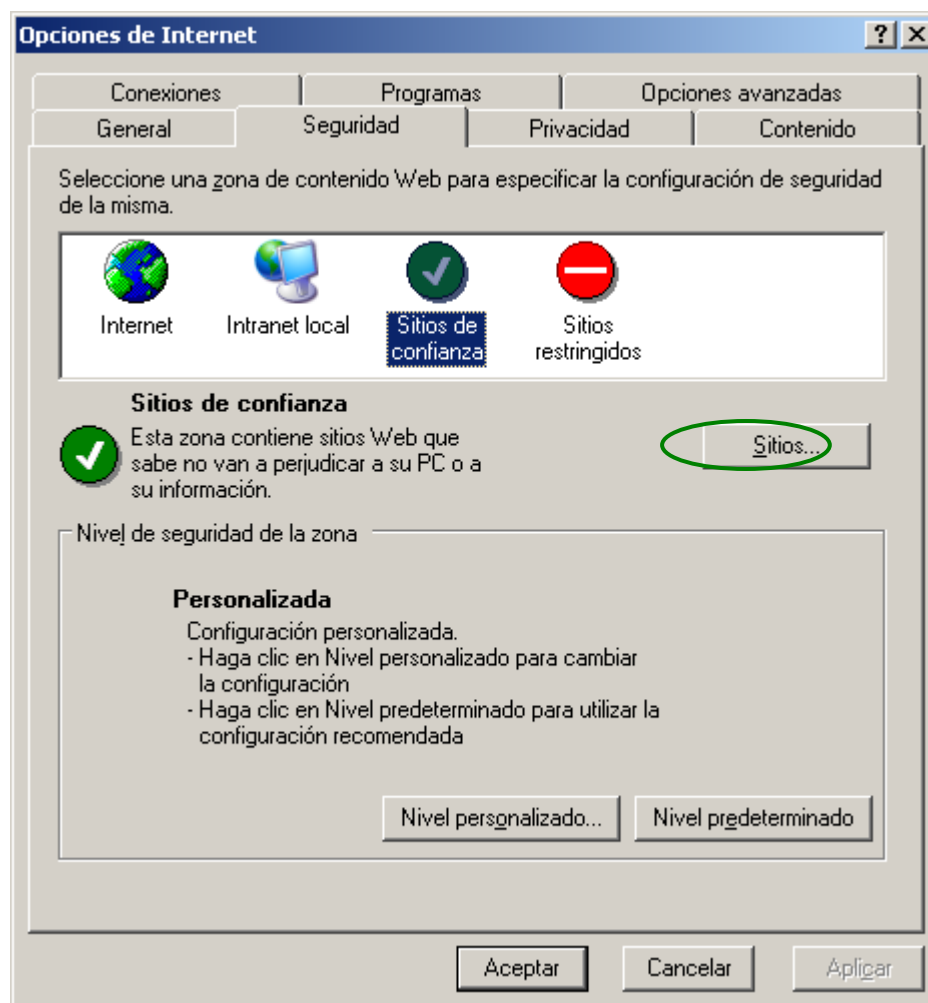 Opciones de Internet
Conexiones Programas Opciones avanzadas
General Seguridad Privacidad Contenido
Seleccione una zona de contenido Web para especificar la configuración de seguridad
de la misma.
Internet Intranet local Sitios de confianza Sitios restringidos
Sitios de confianza
Esta zona contiene sitios Web que
sabe no van a perjudicar a su PC o a
su información.
Sitios...
Nivel de seguridad de la zona
Personalizada
Configuración personalizada.
- Haga clic en Nivel personalizado para cambiar
la configuración
- Haga clic en Nivel predeterminado para utilizar la
configuración recomendada
Nivel personalizado... Nivel predeterminado
Aceptar Cancelar Aplicar